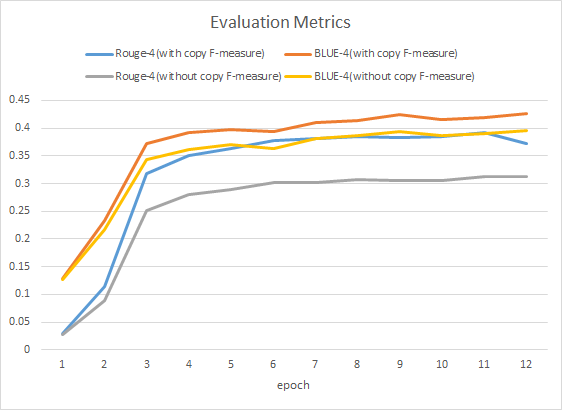 Evaluation Metrics
Rouge-4(with copy F-measure) BLUE-4(with copy F-measure)
Rouge-4(without copy F-measure) BLUE-4(without copy F-measure)
0.45
0.4
0.35
0.3
0.25
0.2
0.15
0.1
0.05
0
1 2 3 4 5 6 7 8 9 10 11 12
epoch